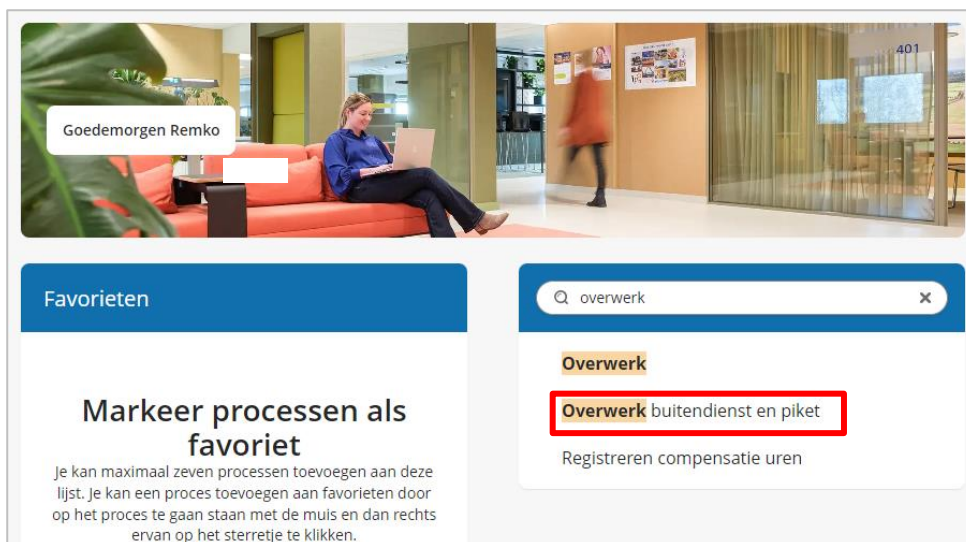 401
Goedemorgen Remko
Favorieten
Markeer processen als
favoriet
Je kan maximaal zeven processen toevoegen aan deze
lijst. Je kan een proces toevoegen aan favorieten door
op het proces te gaan staan met de muis en dan rechts
ervan op het sterretje te klikken.
overwerk
Overwerk
Overwerk buitendienst en piket
Registreren compensatie uren